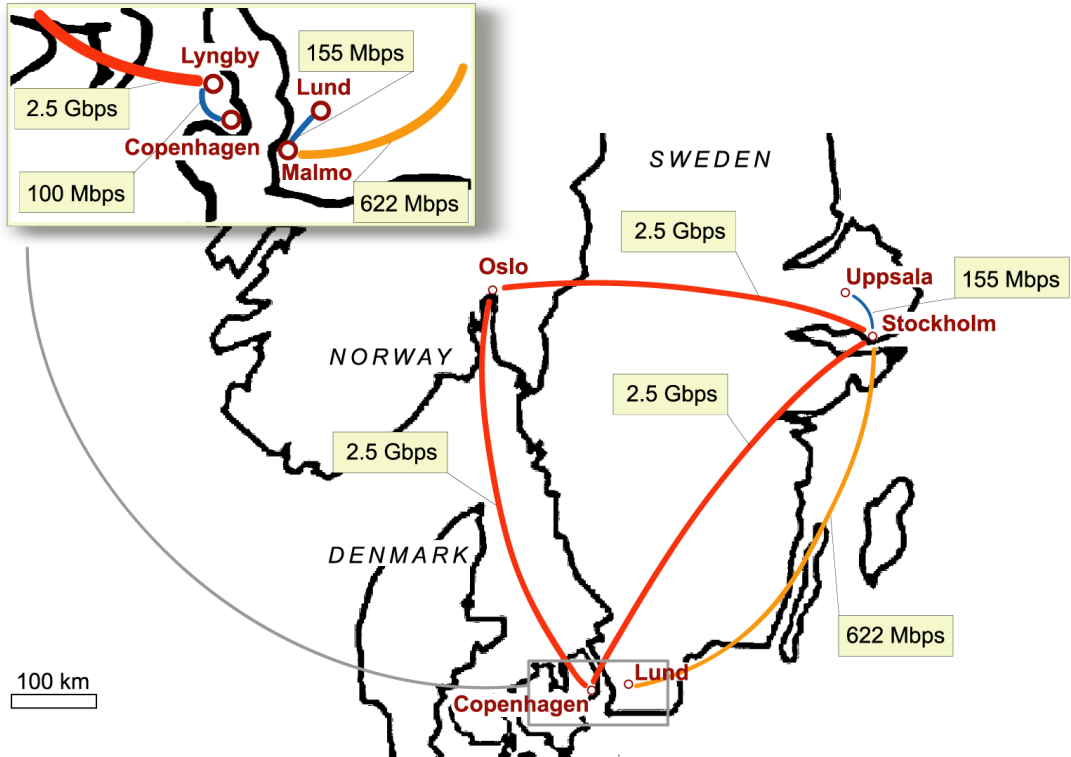 155 Mbps
Lyngby
Lund
2.5 Gbps
Copenhagen
Malmo
100 Mbps
622 Mbps
SWEDEN
2.5 Gbps
Oslo
Uppsala
155 Mbps
Stockholm
NORWAY
2.5 Gbps
2.5 Gbps
DENMARK
622 Mbps
Lund
100 km
Copenhagen